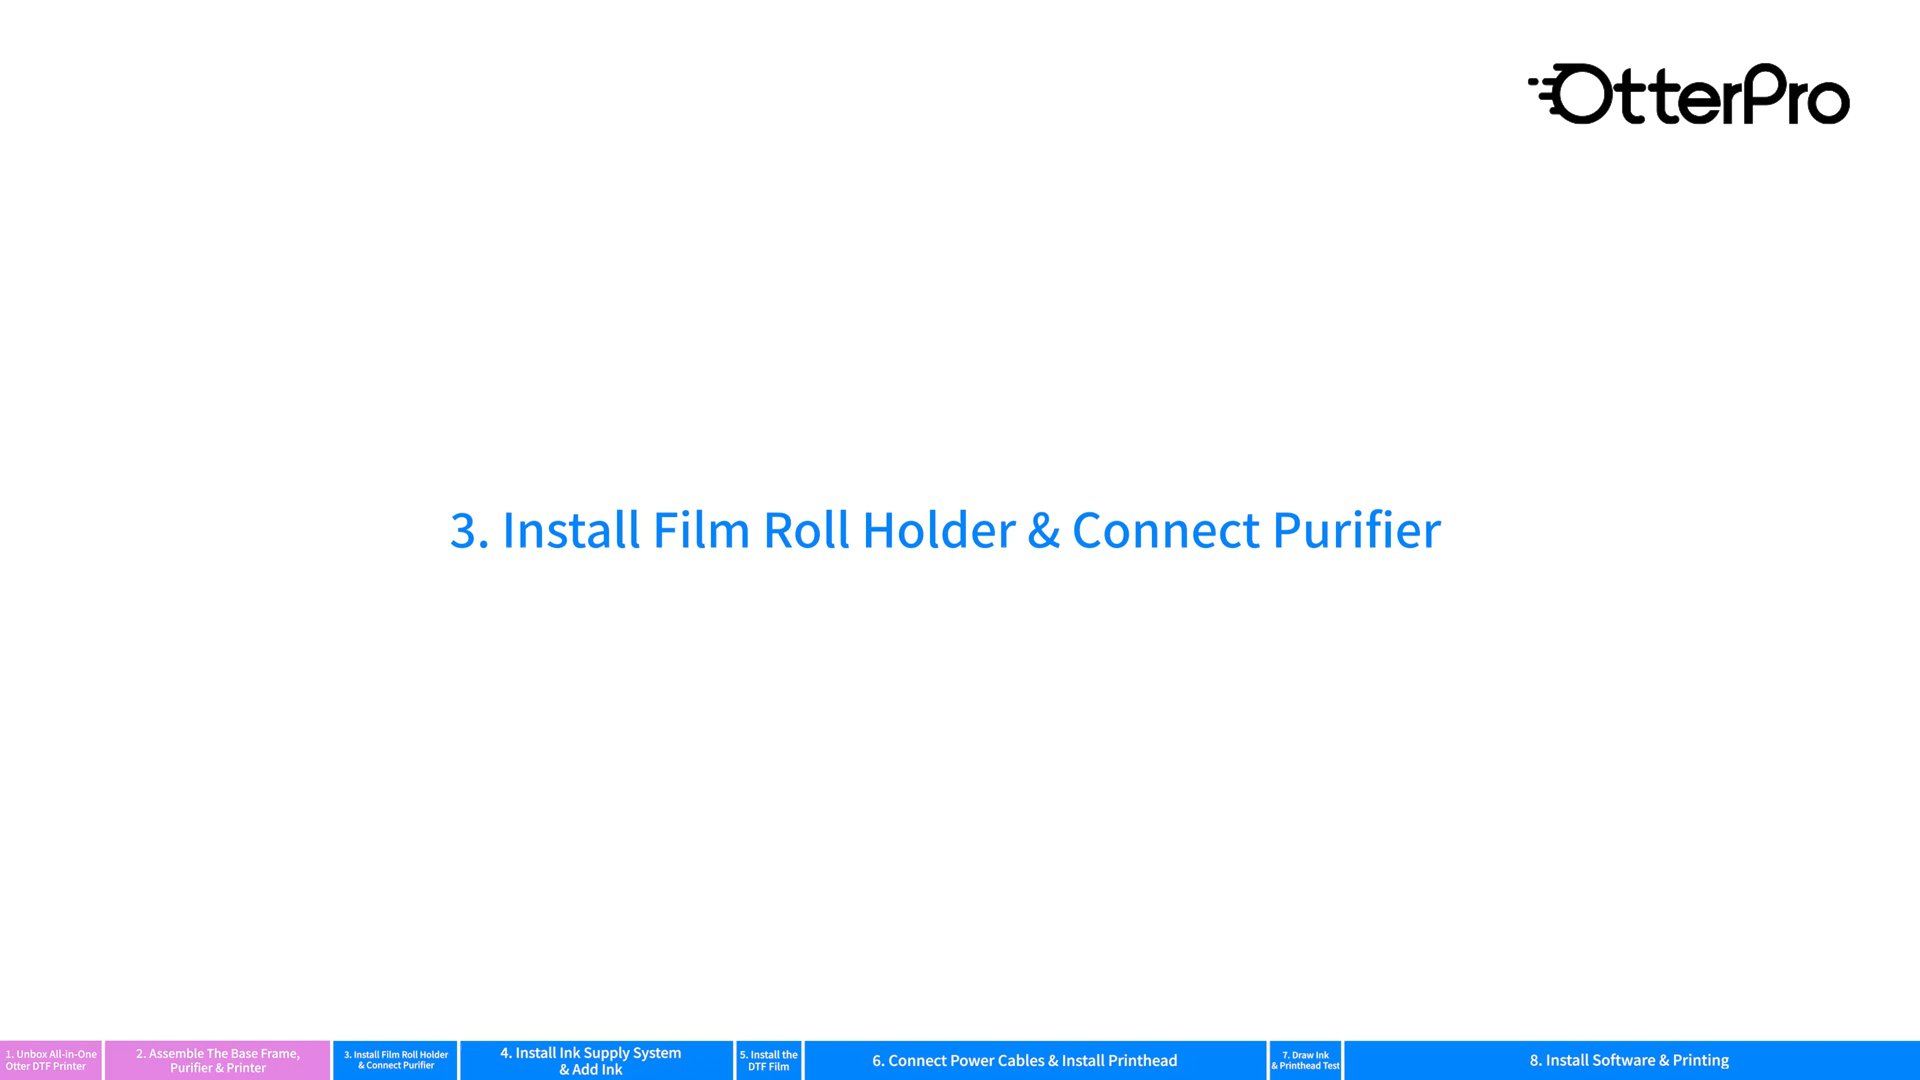 OtterPro
3. Install Film Roll Holder & Connect Purifier
1. Unbox All-in-One
Otter DTF Printer
2. Assemble The Base Frame,
Purifier & Printer
3. Install Film Roll Holder
& Connect Purifier
4. Install Ink Supply System
& Add Ink
5. Install the
DTF Film
6. Connect Power Cables & Install Printhead
7. Draw Ink
& Printhead Test
8. Install Software & Printing